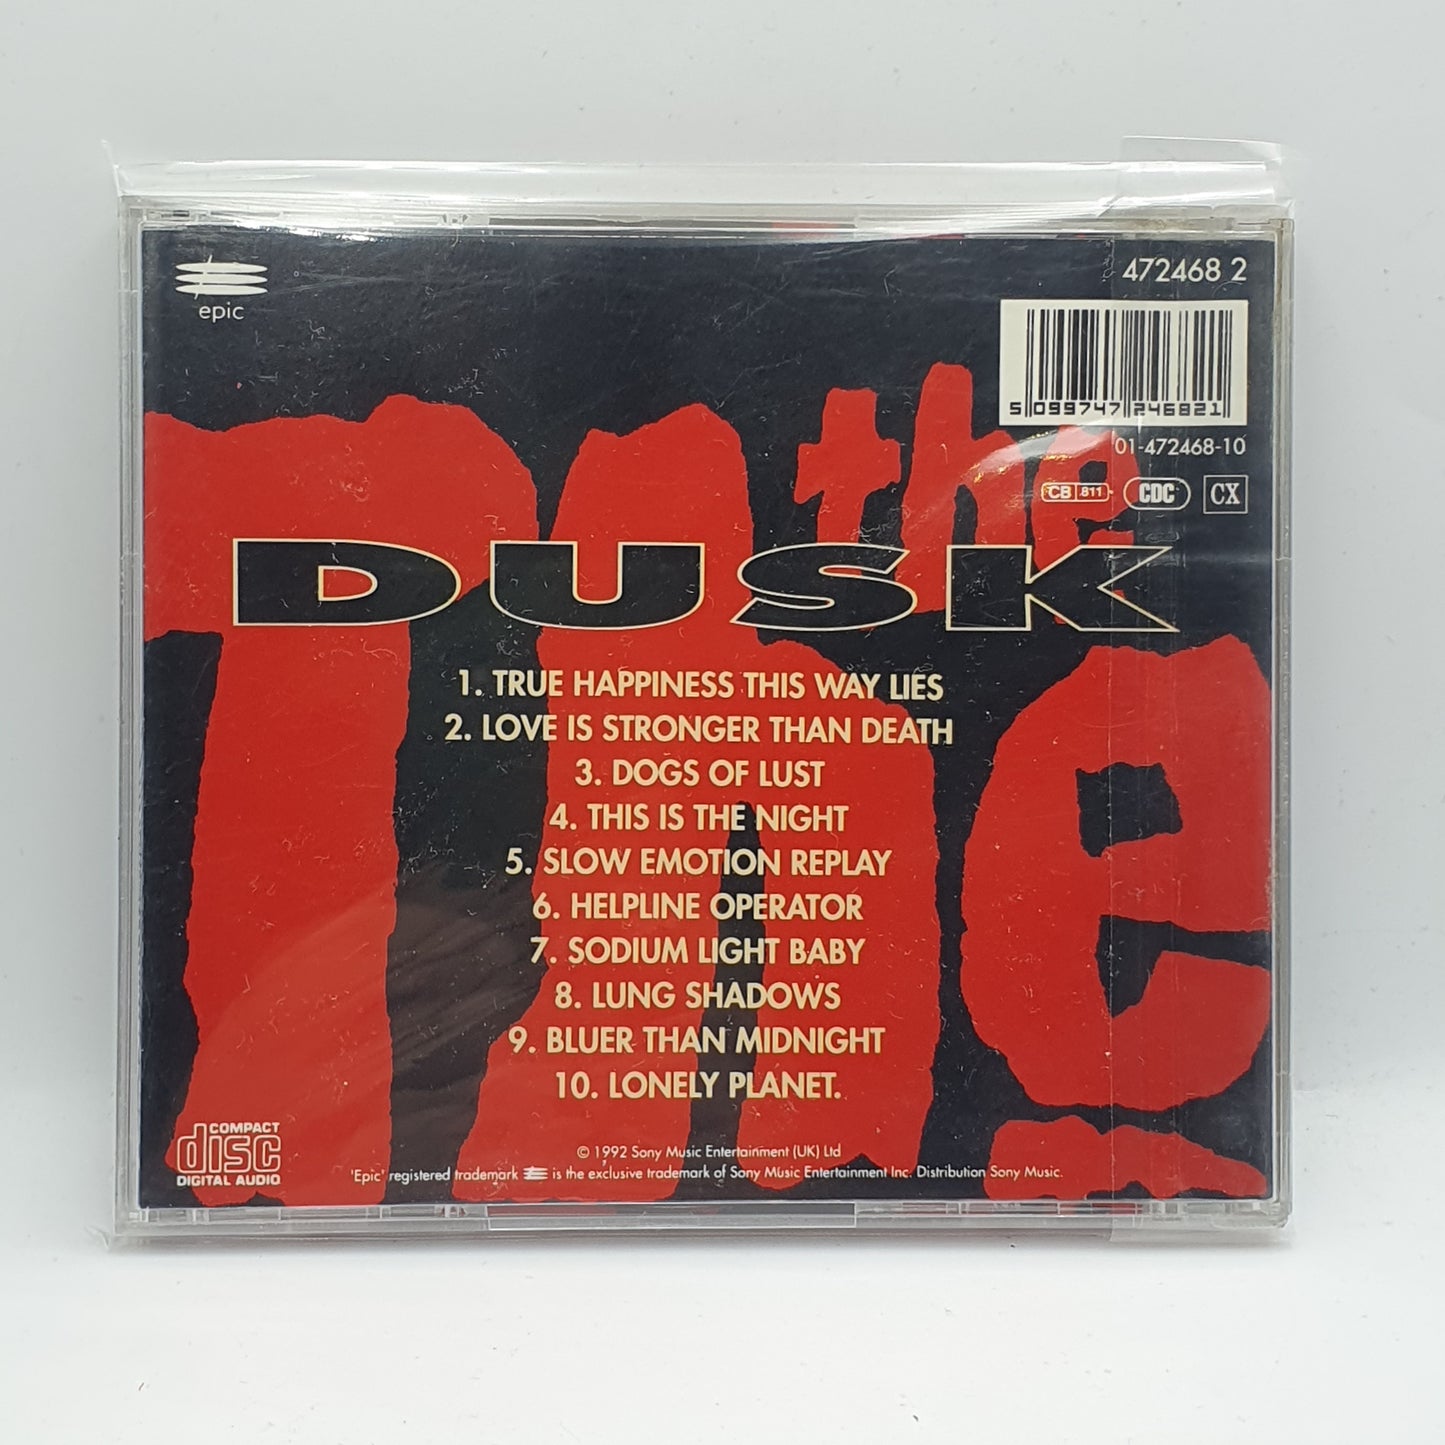 epic
472468 2
5 099747 246821
01-472468-10
CB 811
CDC
CX
the
The
DUSK
1. TRUE HAPPINESS THIS WAY LIES
2. LOVE IS STRONGER THAN DEATH
3. DOGS OF LUST
4. THIS IS THE NIGHT
5. SLOW EMOTION REPLAY
6. HELPLINE OPERATOR
7. SODIUM LIGHT BABY
8. LUNG SHADOWS
9. BLUER THAN MIDNIGHT
10. LONELY PLANET.
COMPACT
disc
DIGITAL AUDIO
© 1992 Sony Music Entertainment (UK) Ltd
'Epic' registered trademark is the exclusive trademark of Sony Music Entertainment Inc. Distribution Sony Music.